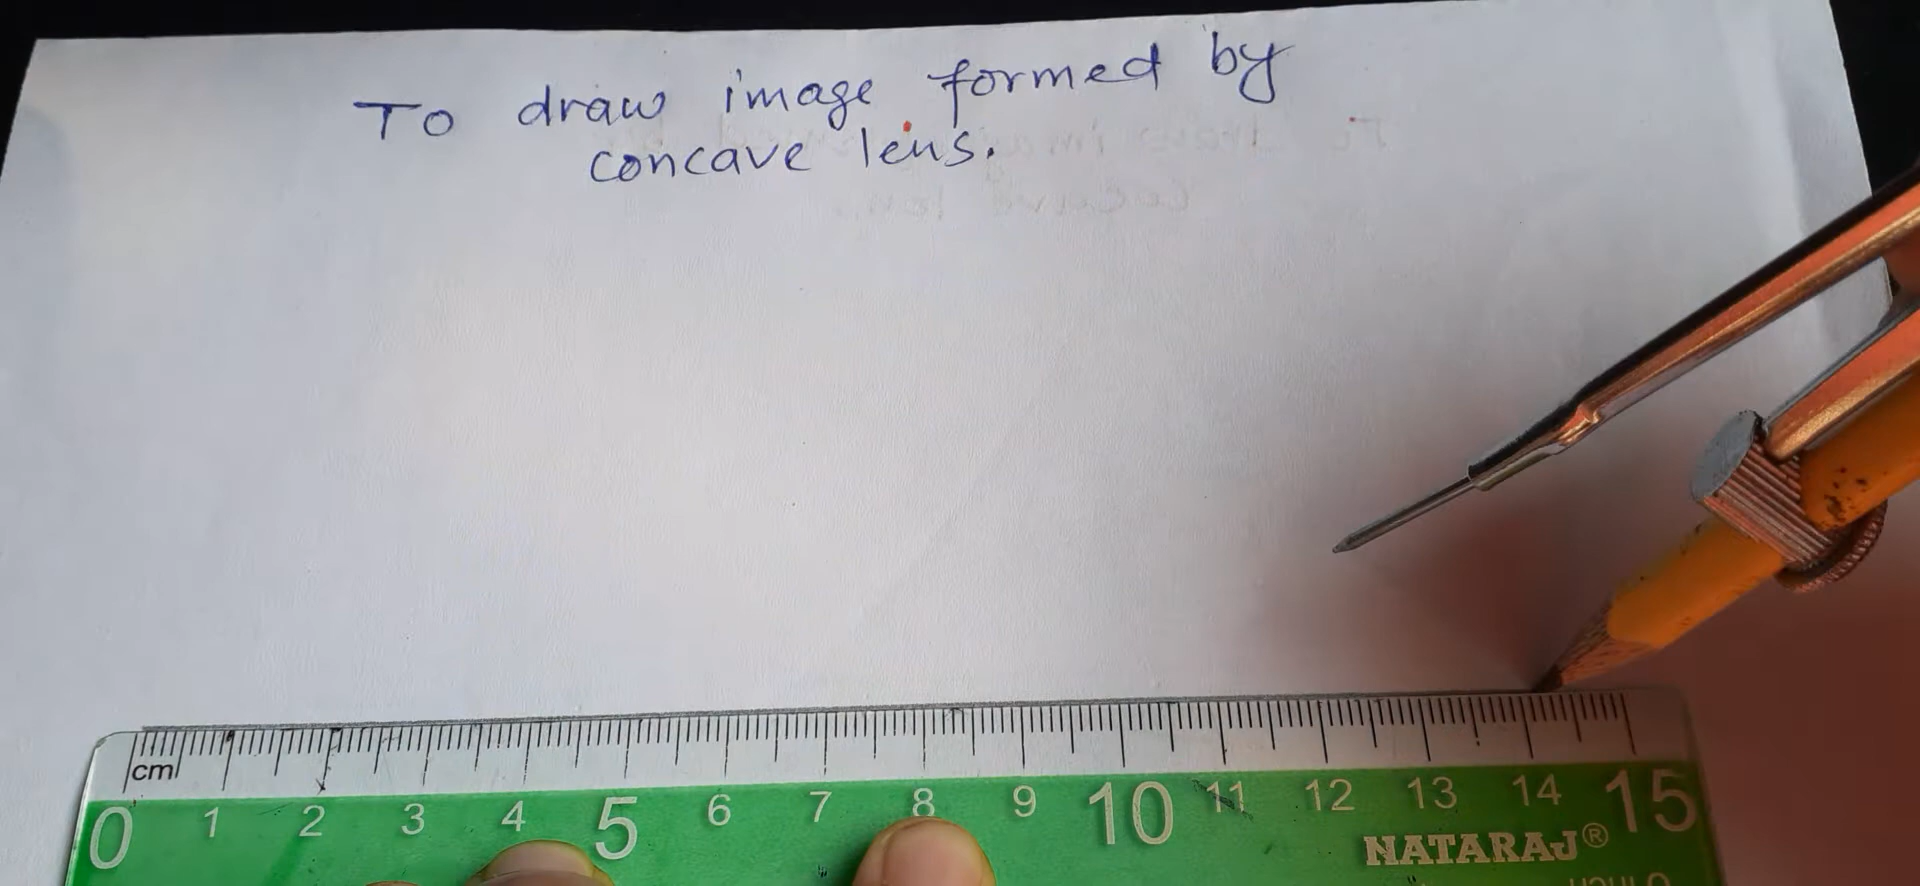 To draw image formed by
concave lens.
cm
0 1 2 3 4 5 6 7 8 9 10 11 12 13 14 15
NATARAJ®